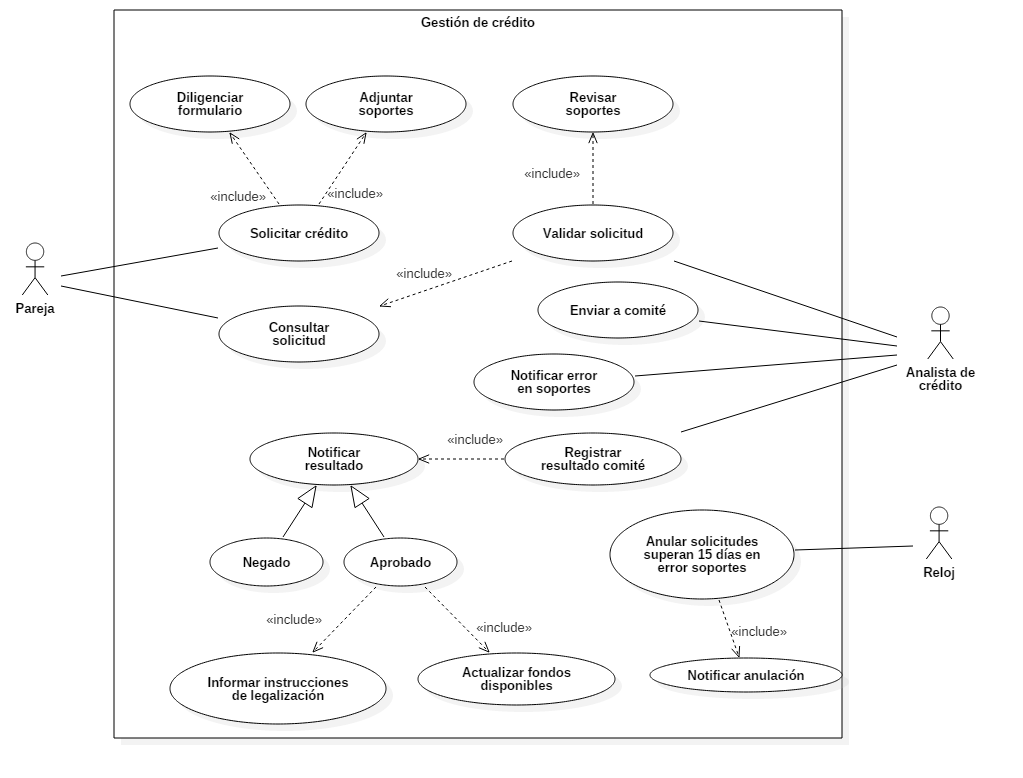 Gestión de crédito
Diligenciar
formulario
Adjuntar
soportes
Revisar
soportes
«include»
«include»
«include»
Solicitar crédito
Validar solicitud
«include»
Pareja
Consultar
solicitud
Enviar a comité
Analista de
crédito
Notificar error
en soportes
Notificar
resultado
«include»
Registrar
resultado comité
Negado
Aprobado
Anular solicitudes
superan 15 días en
error soportes
Reloj
«include»
«include»
«include»
Informar instrucciones
de legalización
Actualizar fondos
disponibles
Notificar anulación